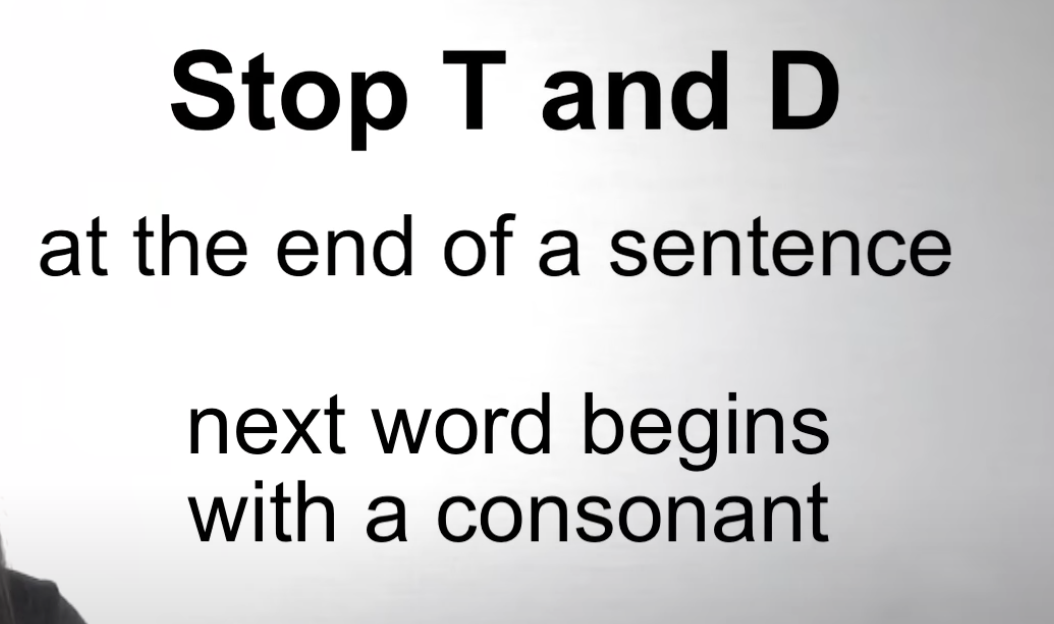 Stop T and D
at the end of a sentence
next word begins
with a consonant